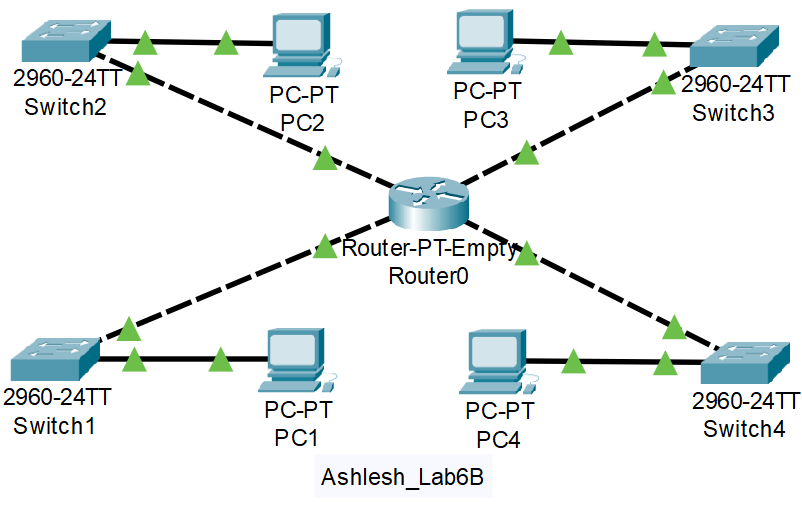 2960-24TT
Switch2
PC-PT
PC2
PC-PT
PC3
2960-24TT
Switch3
Router-PT-Empty
Router0
2960-24TT
Switch1
PC-PT
PC1
PC-PT
PC4
2960-24TT
Switch4
Ashlesh_Lab6B